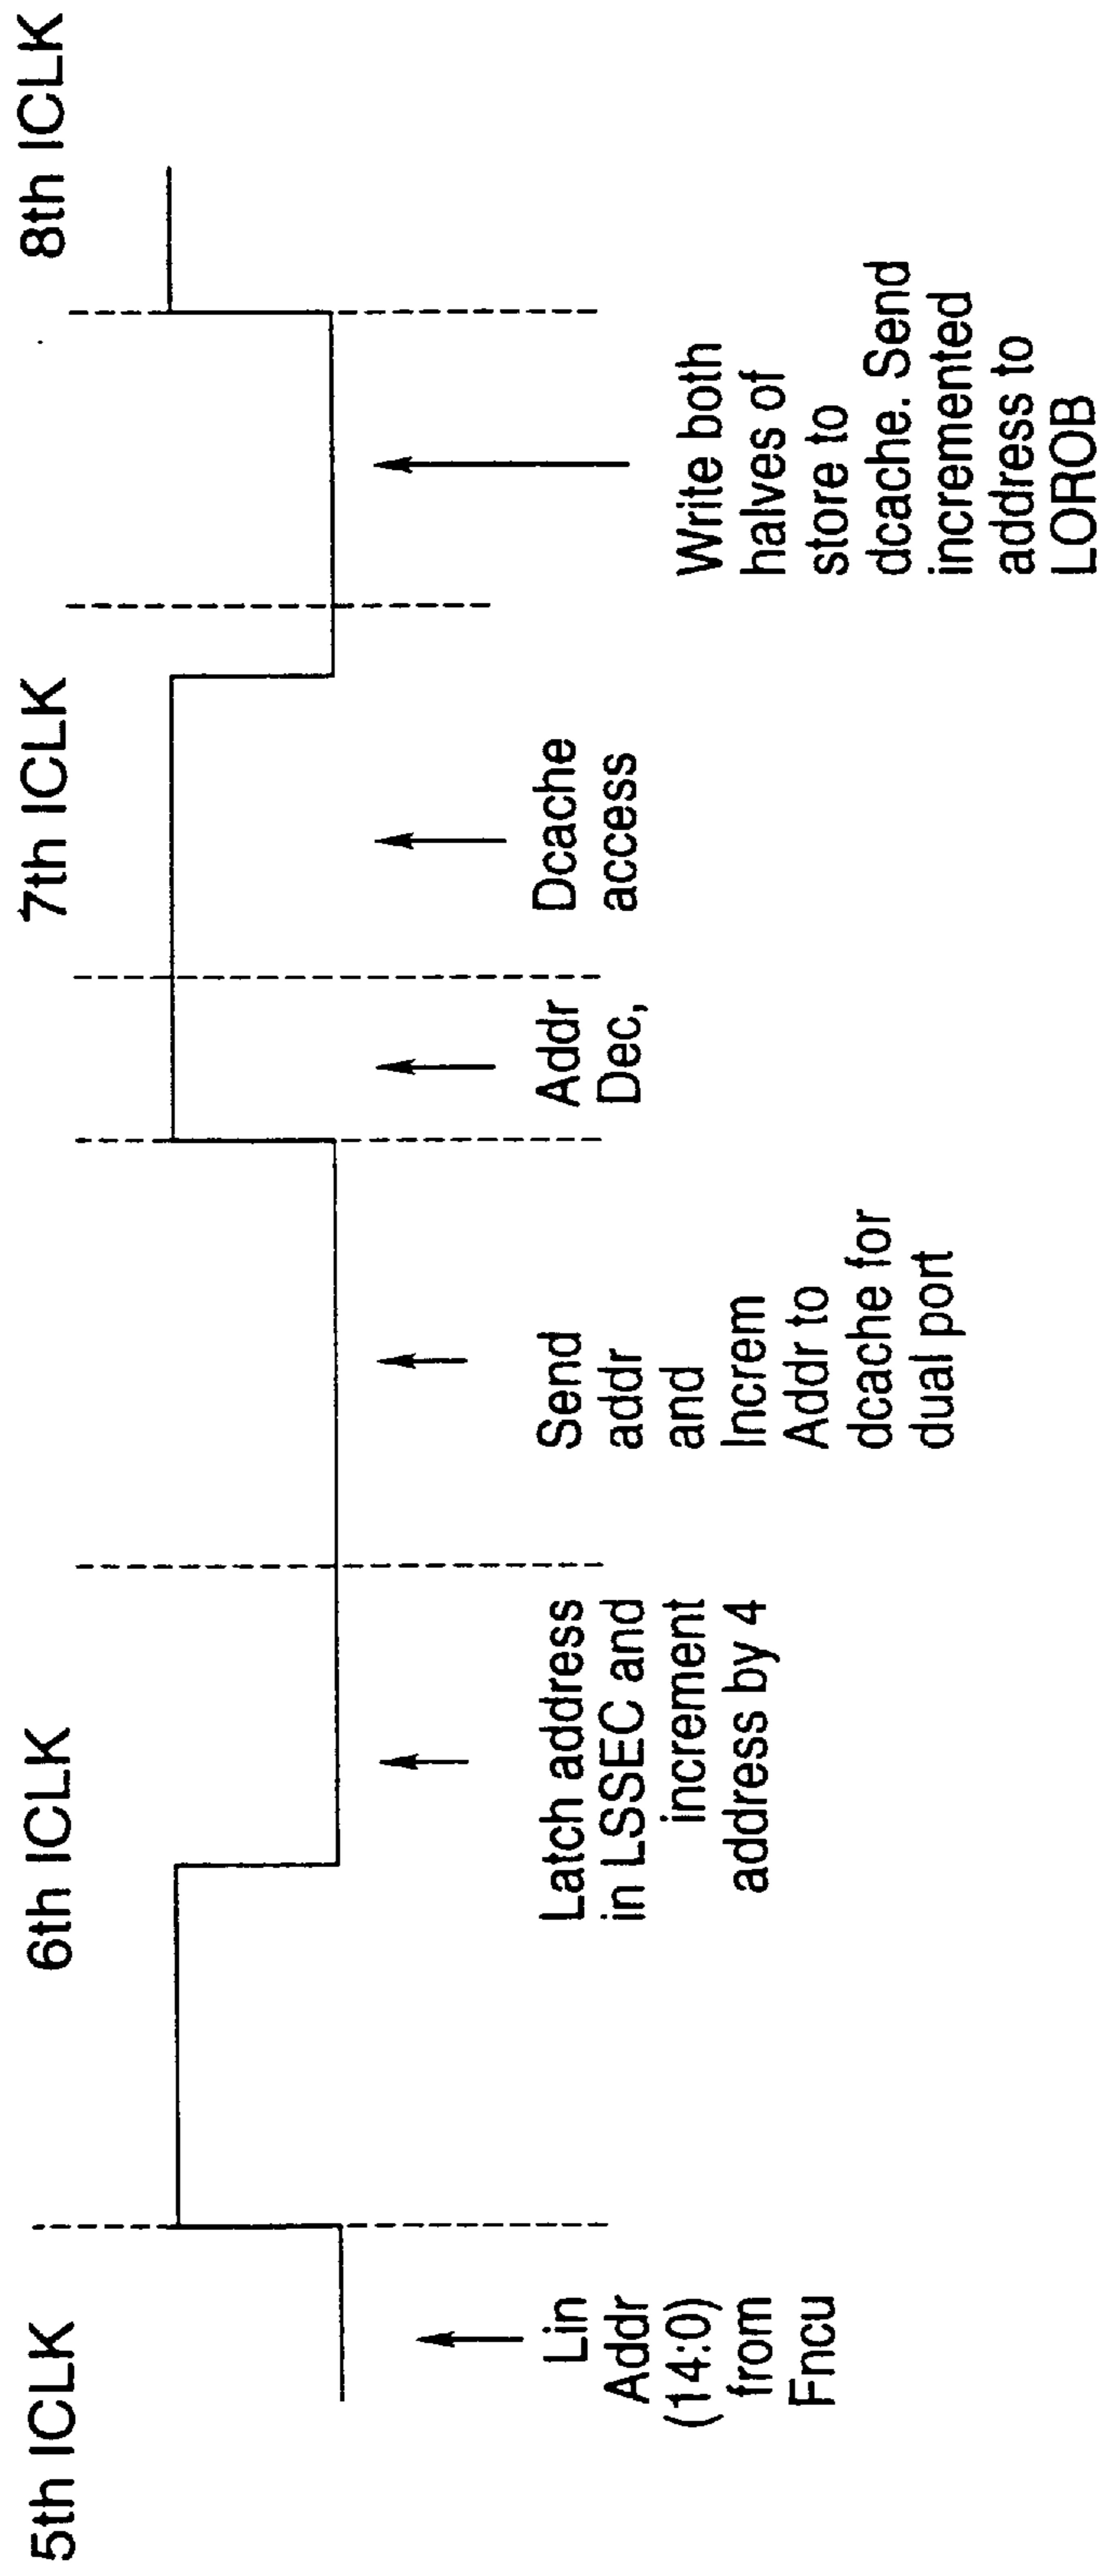 5th ICLK
6th ICLK
7th ICLK
8th ICLK
Lin
Addr
(14:0)
from
Fncu
Latch address
in LSSEC and
increment
address by 4
Send
addr
and
Increm
Addr to
dcache for
dual port
Addr
Dec,
Dcache
access
Write both
halves of
store to
dcache. Send
incremented
address to
LOROB